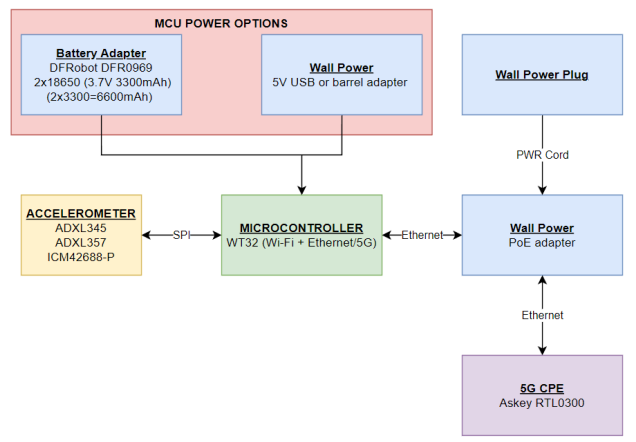 MCU POWER OPTIONS
Battery Adapter
DFRobot DFR0969
2x18650 (3.7V 3300mAh)
(2x3300=6600mAh)
Wall Power
5V USB or barrel adapter
Wall Power Plug
PWR Cord
ACCELEROMETER
ADXL345
ADXL357
ICM42688-P
SPI
MICROCONTROLLER
WT32 (Wi-Fi + Ethernet/5G)
Ethernet
Wall Power
PoE adapter
Ethernet
5G CPE
Askey RTL0300